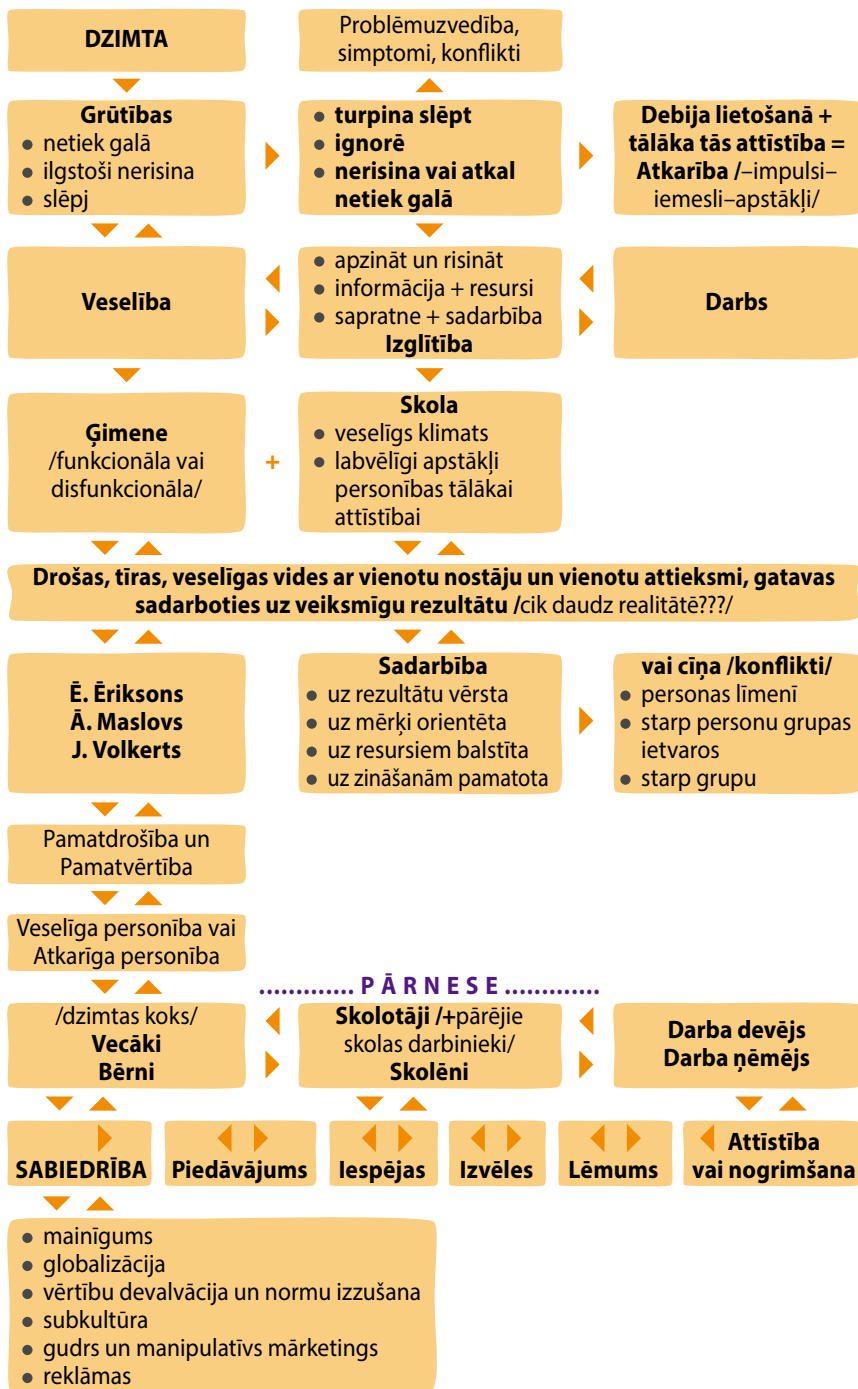 DZIMTA
Problēmuzvedība,
simptomi, konflikti
Grūtības
● netiek galā
● ilgstoši nerisina
● slēpj
● turpina slēpt
● ignorē
● nerisina vai atkal
netiek galā
Debija lietošanā +
tālāka tās attīstība =
Atkarība /–impulsi–
iemesli–apstākļi/
Veselība
● apzināt un risināt
● informācija + resursi
● sapratne + sadarbība
Izglītība
Darbs
Ģimene
/funkcionāla vai
disfunkcionāla/
+
Skola
● veselīgs klimats
● labvēlīgi apstākļi
personības tālākai
attīstībai
Drošas, tīras, veselīgas vides ar vienotu nostāju un vienotu attieksmi, gatavas
sadarboties uz veiksmīgu rezultātu /cik daudz realitātē???/
Ē. Ēriksons
Ā. Maslovs
J. Volkerts
Sadarbība
● uz rezultātu vērsta
● uz mērķi orientēta
● uz resursiem balstīta
● uz zināšanām pamatota
vai cīņa /konflikti/
● personas līmenī
● starp personu grupas
ietvaros
● starp grupu
Pamatdrošība un
Pamatvērtība
Veselīga personība vai
Atkarīga personība
............. P Ā R N E S E .............
/dzimtas koks/
Vecāki
Bērni
Skolotāji /+pārējie
skolas darbinieki/
Skolēni
Darba devējs
Darba ņēmējs
SABIEDRĪBA
Piedāvājums
Iespējas
Izvēles
Lēmums
Attīstība
vai nogrimšana
● mainīgums
● globalizācija
● vērtību devalvācija un normu izzušana
● subkultūra
● gudrs un manipulatīvs mārketings
● reklāmas